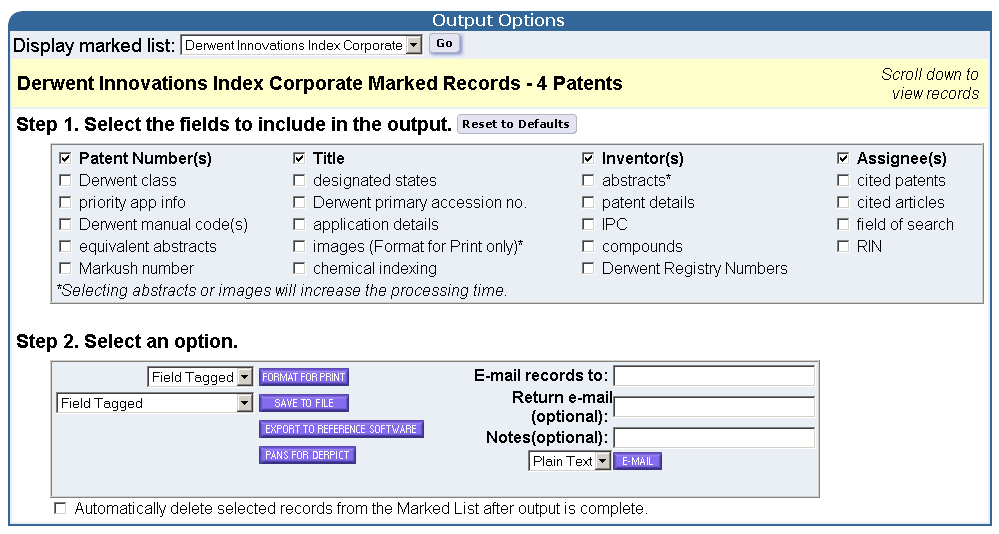 Output Options
Display marked list: Derwent Innovations Index Corporate Go
Derwent Innovations Index Corporate Marked Records - 4 Patents
Scroll down to
view records
Step 1. Select the fields to include in the output. Reset to Defaults
Patent Number(s) Title Inventor(s) Assignee(s)
Derwent class designated states abstracts* cited patents
priority app info Derwent primary accession no. patent details cited articles
Derwent manual code(s) application details IPC field of search
equivalent abstracts images (Format for Print only)* compounds RIN
Markush number chemical indexing Derwent Registry Numbers
*Selecting abstracts or images will increase the processing time.
Step 2. Select an option.
Field Tagged FORMAT FOR PRINT E-mail records to:
Field Tagged SAVE TO FILE Return e-mail
(optional):
EXPORT TO REFERENCE SOFTWARE Notes(optional):
PANS FOR DERPICT Plain Text E-MAIL
Automatically delete selected records from the Marked List after output is complete.